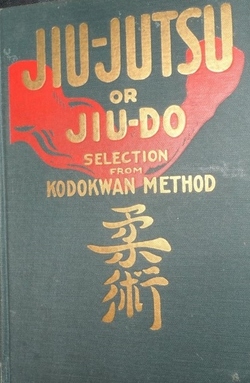 JIU-JUTSU
OR
JIU-DO
SELECTION
FROM
KODOKWAN METHOD
柔術